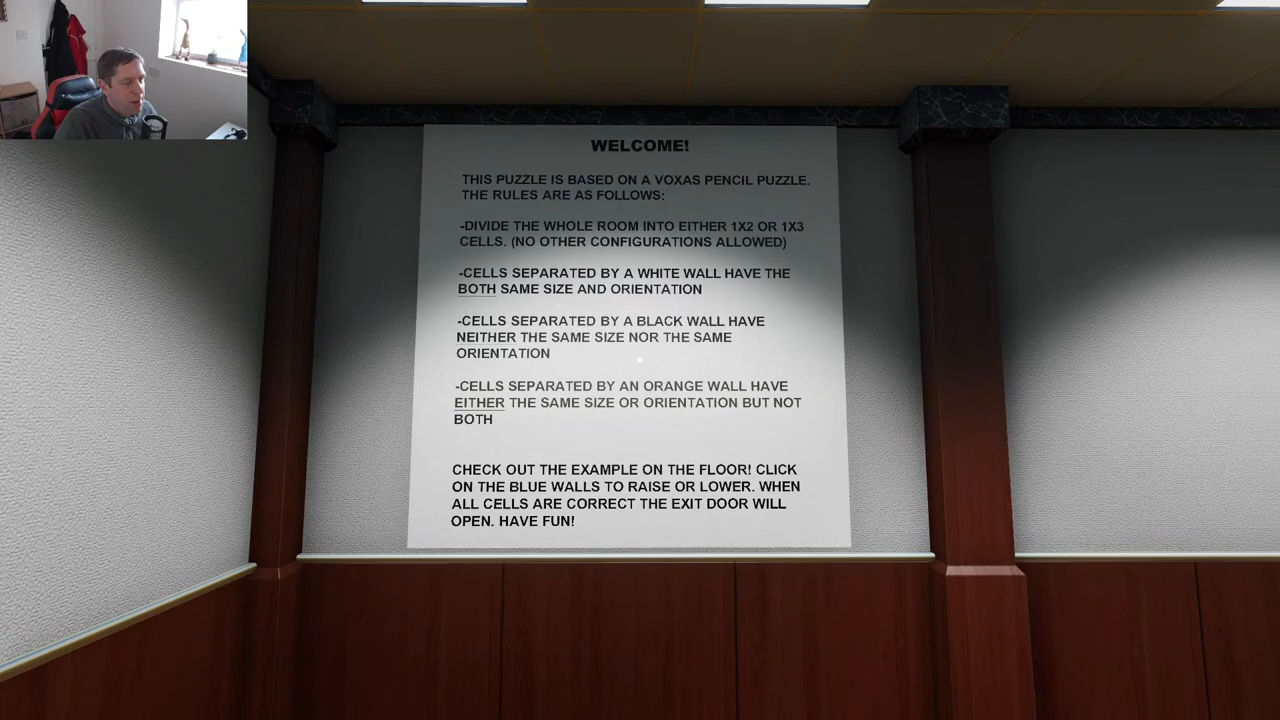 WELCOME!
THIS PUZZLE IS BASED ON A VOXAS PENCIL PUZZLE.
THE RULES ARE AS FOLLOWS:
-DIVIDE THE WHOLE ROOM INTO EITHER 1X2 OR 1X3
CELLS. (NO OTHER CONFIGURATIONS ALLOWED)
-CELLS SEPARATED BY A WHITE WALL HAVE THE
BOTH SAME SIZE AND ORIENTATION
-CELLS SEPARATED BY A BLACK WALL HAVE
NEITHER THE SAME SIZE NOR THE SAME
ORIENTATION
-CELLS SEPARATED BY AN ORANGE WALL HAVE
EITHER THE SAME SIZE OR ORIENTATION BUT NOT
BOTH
CHECK OUT THE EXAMPLE ON THE FLOOR! CLICK
ON THE BLUE WALLS TO RAISE OR LOWER. WHEN
ALL CELLS ARE CORRECT THE EXIT DOOR WILL
OPEN. HAVE FUN!